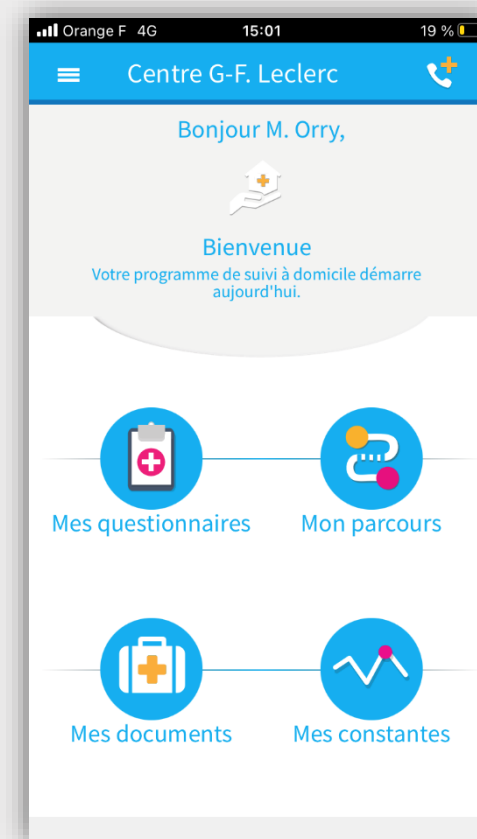 Orange F 4G 15:01 19 %
Centre G-F. Leclerc
Bonjour M. Orry,
Bienvenue
Votre programme de suivi à domicile démarre
aujourd'hui.
Mes questionnaires Mon parcours
Mes documents Mes constantes